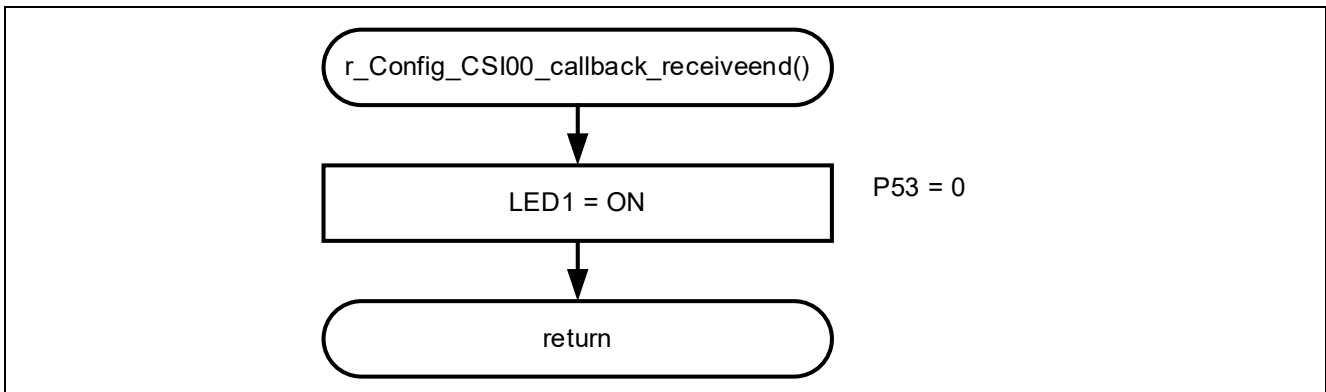 r_Config_CSI00_callback_receiveend()
LED1 = ON
P53 = 0
return